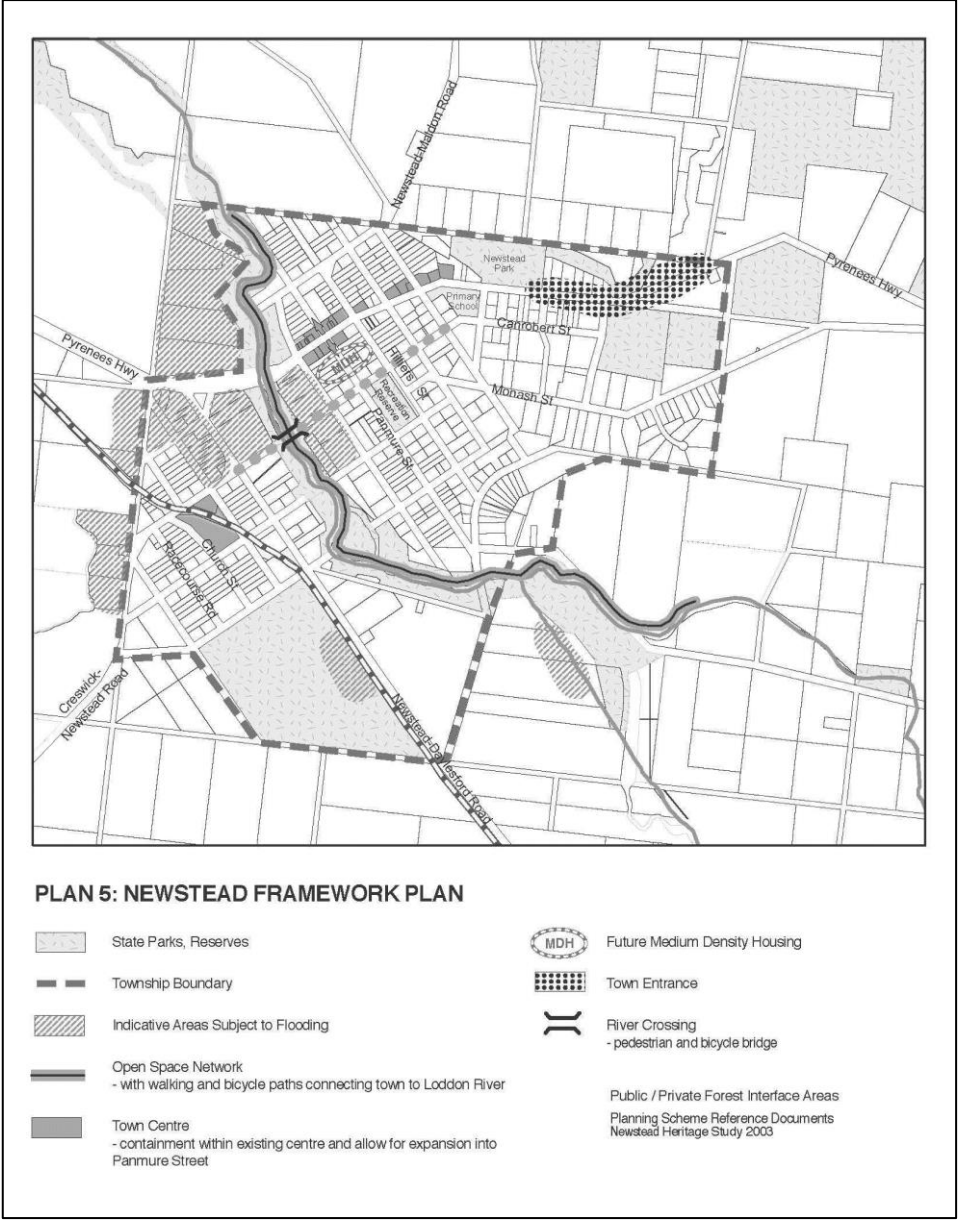 Newstead-Maldon Road
Newstead
Park
Pyrenees Hwy
Primary
School
Canrobert St
Pyrenees Hwy
MDH
Hilliers St
Recreation
Reserve
Monash St
Panmure St
Church St
Racecourse Rd
Creswick-
Newstead Road
Newstead-Daylesford Road
PLAN 5: NEWSTEAD FRAMEWORK PLAN
State Parks, Reserves
Township Boundary
Indicative Areas Subject to Flooding
Open Space Network
- with walking and bicycle paths connecting town to Loddon River
Town Centre
- containment within existing centre and allow for expansion into
Panmure Street
MDH
Future Medium Density Housing
Town Entrance
River Crossing
- pedestrian and bicycle bridge
Public / Private Forest Interface Areas
Planning Scheme Reference Documents
Newstead Heritage Study 2003